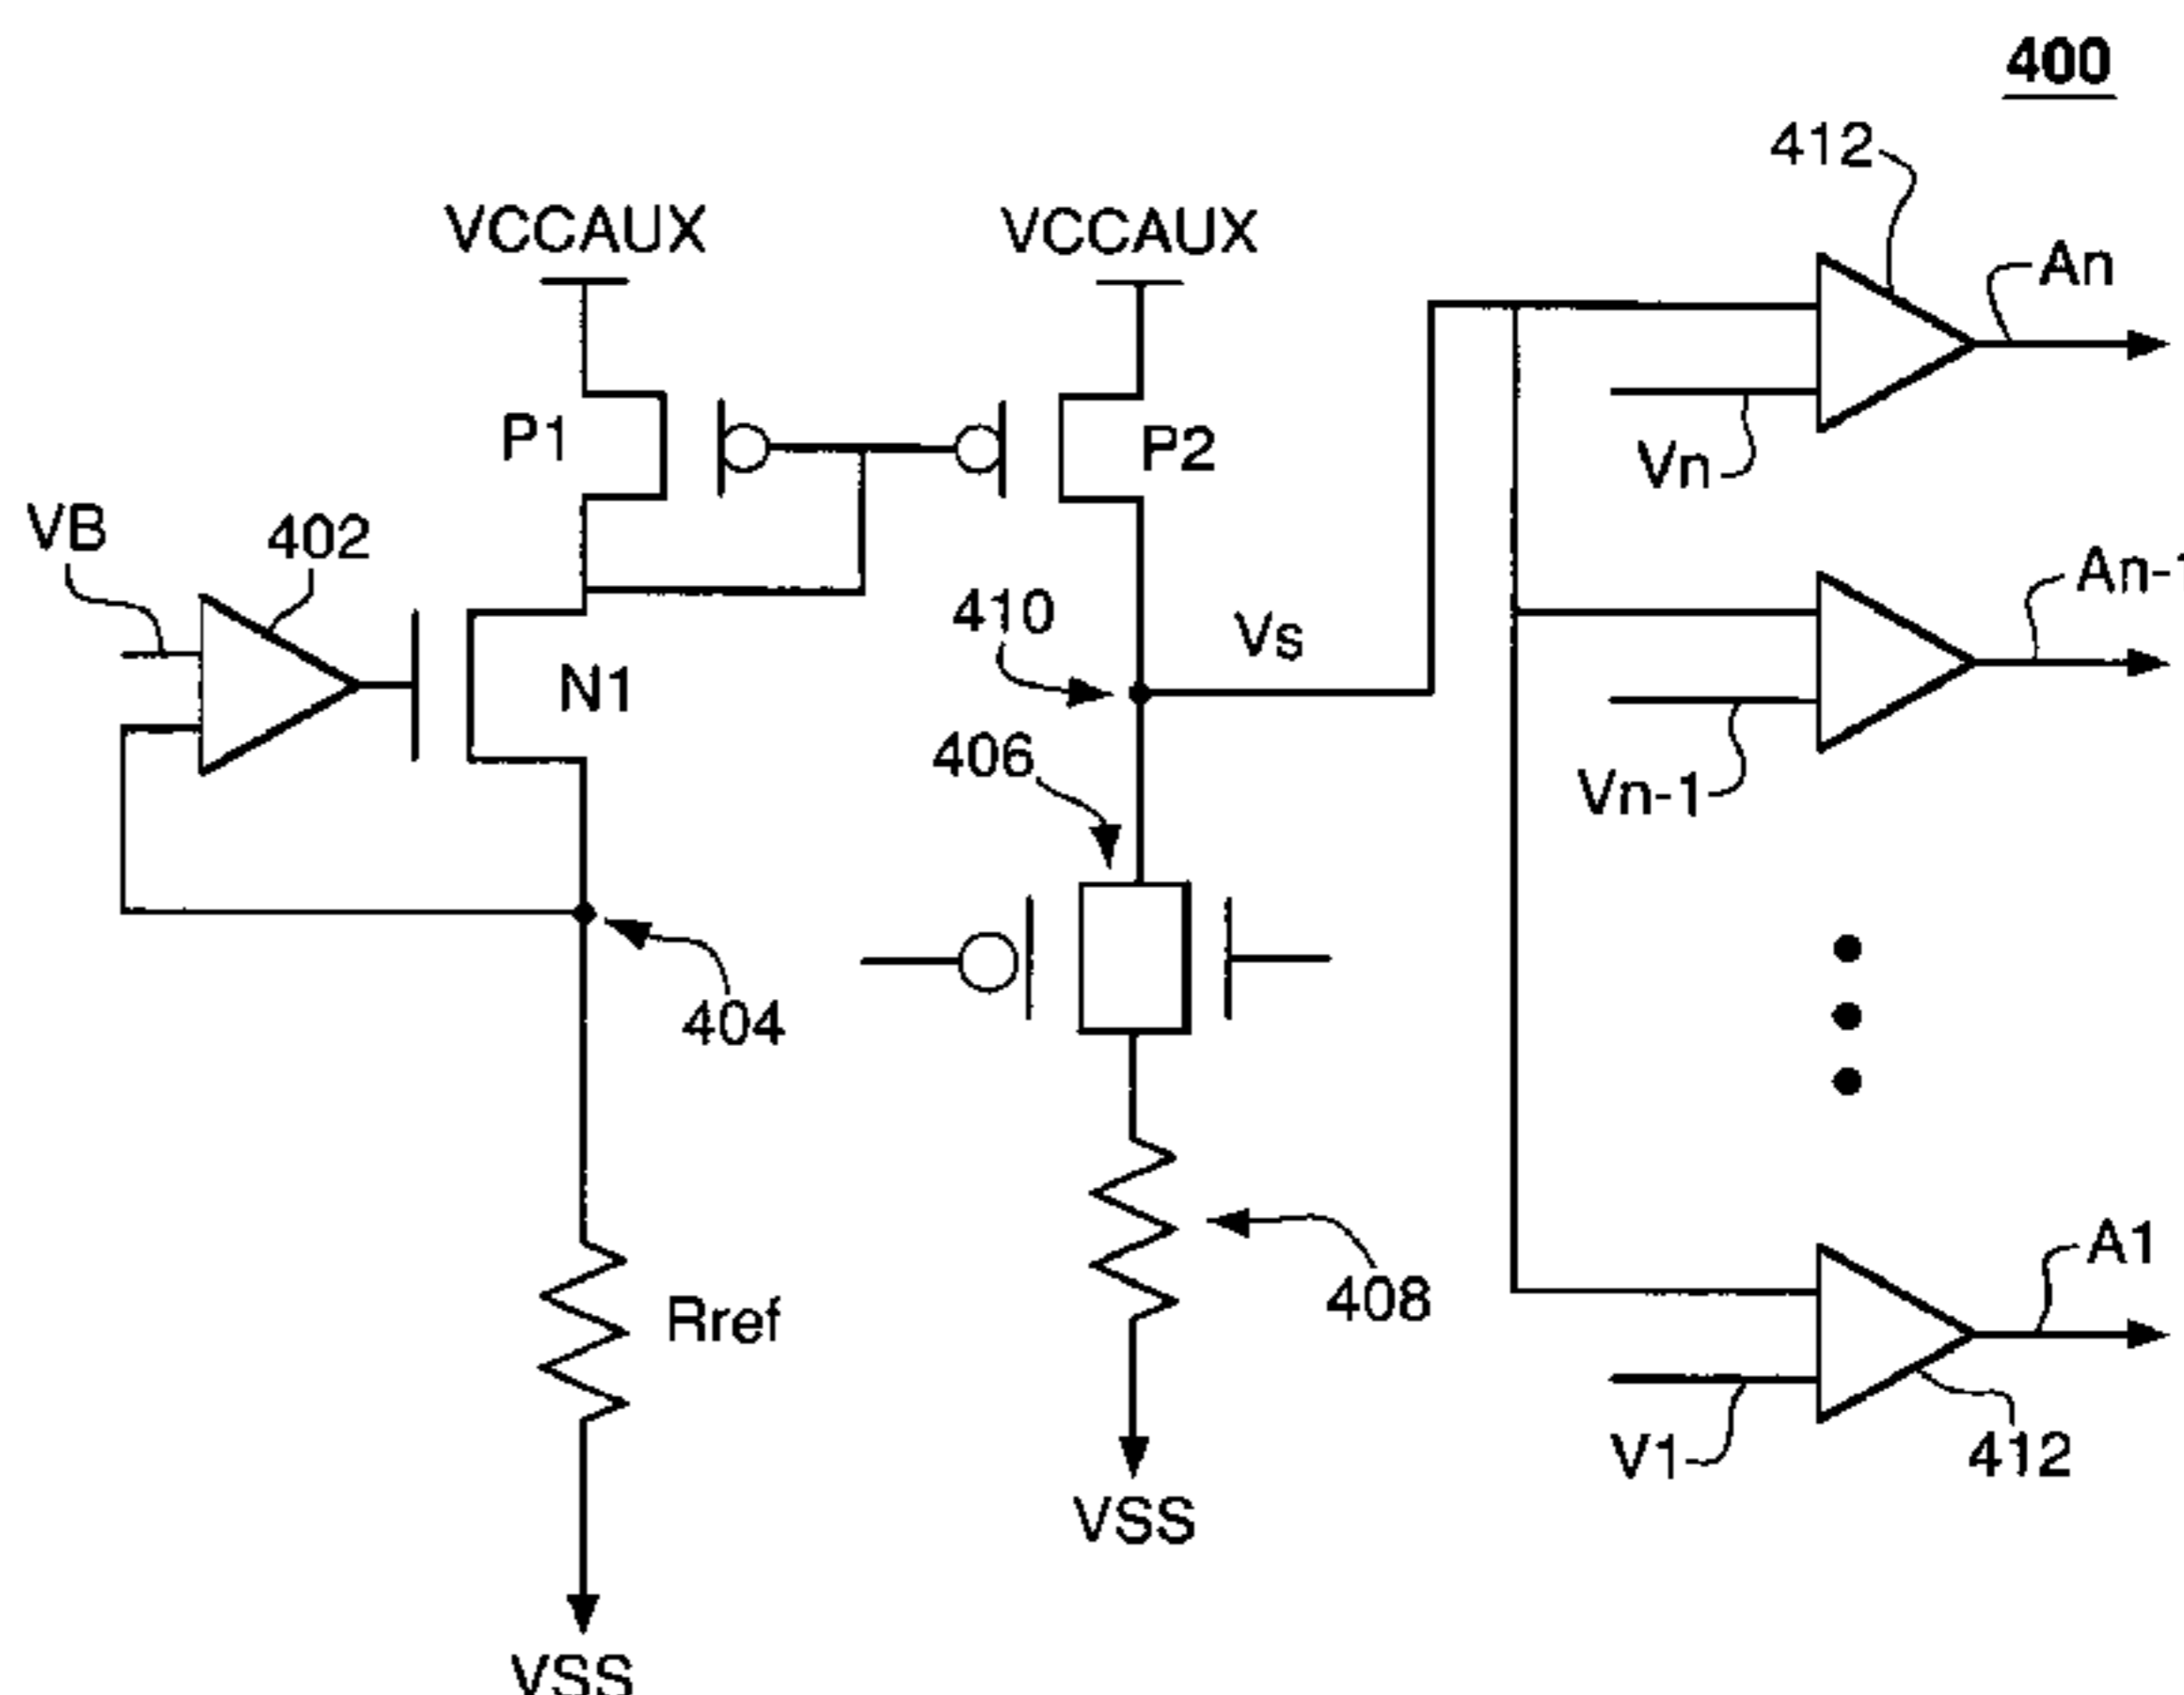 400
412
VCCAUX
VCCAUX
An
P1
P2
Vn
VB
402
An-1
410
Vs
N1
406
Vn-1
404
A1
408
Rref
V1
412
VSS
VSS